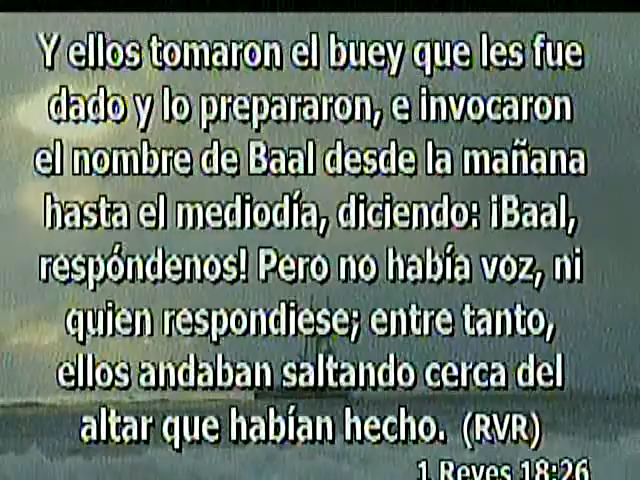 Y ellos tomaron el buey que les fue
dado y lo prepararon, e invocaron
el nombre de Baal desde la mañana
hasta el mediodía, diciendo: ¡Baal,
respóndenos! Pero no había voz, ni
quien respondiese; entre tanto,
ellos andaban saltando cerca del
altar que habían hecho. (RVR)
1 Reyes 18:26